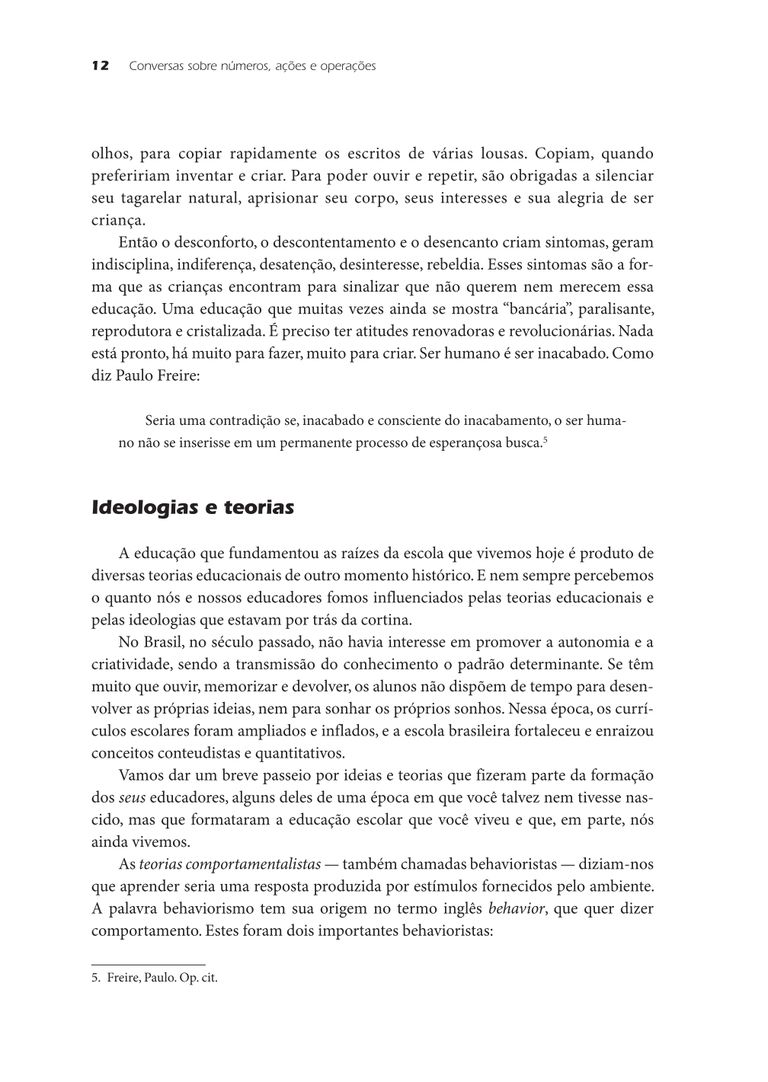 12 Conversas sobre números, ações e operações
olhos, para copiar rapidamente os escritos de várias lousas. Copiam, quando
prefeririam inventar e criar. Para poder ouvir e repetir, são obrigadas a silenciar
seu tagarelar natural, aprisionar seu corpo, seus interesses e sua alegria de ser
criança.
Então o desconforto, o descontentamento e o desencanto criam sintomas, geram
indisciplina, indiferença, desatenção, desinteresse, rebeldia. Esses sintomas são a for-
ma que as crianças encontram para sinalizar que não querem nem merecem essa
educação. Uma educação que muitas vezes ainda se mostra “bancária”, paralisante,
reprodutora e cristalizada. É preciso ter atitudes renovadoras e revolucionárias. Nada
está pronto, há muito para fazer, muito para criar. Ser humano é ser inacabado. Como
diz Paulo Freire:
Seria uma contradição se, inacabado e consciente do inacabamento, o ser huma-
no não se inserisse em um permanente processo de esperançosa busca.5
Ideologias e teorias
A educação que fundamentou as raízes da escola que vivemos hoje é produto de
diversas teorias educacionais de outro momento histórico. E nem sempre percebemos
o quanto nós e nossos educadores fomos influenciados pelas teorias educacionais e
pelas ideologias que estavam por trás da cortina.
No Brasil, no século passado, não havia interesse em promover a autonomia e a
criatividade, sendo a transmissão do conhecimento o padrão determinante. Se têm
muito que ouvir, memorizar e devolver, os alunos não dispõem de tempo para desen-
volver as próprias ideias, nem para sonhar os próprios sonhos. Nessa época, os currí-
culos escolares foram ampliados e inflados, e a escola brasileira fortaleceu e enraizou
conceitos conteudistas e quantitativos.
Vamos dar um breve passeio por ideias e teorias que fizeram parte da formação
dos seus educadores, alguns deles de uma época em que você talvez nem tivesse nas-
cido, mas que formataram a educação escolar que você viveu e que, em parte, nós
ainda vivemos.
As teorias comportamentalistas — também chamadas behavioristas — diziam-nos
que aprender seria uma resposta produzida por estímulos fornecidos pelo ambiente.
A palavra behaviorismo tem sua origem no termo inglês behavior, que quer dizer
comportamento. Estes foram dois importantes behavioristas:
5. Freire, Paulo. Op. cit.